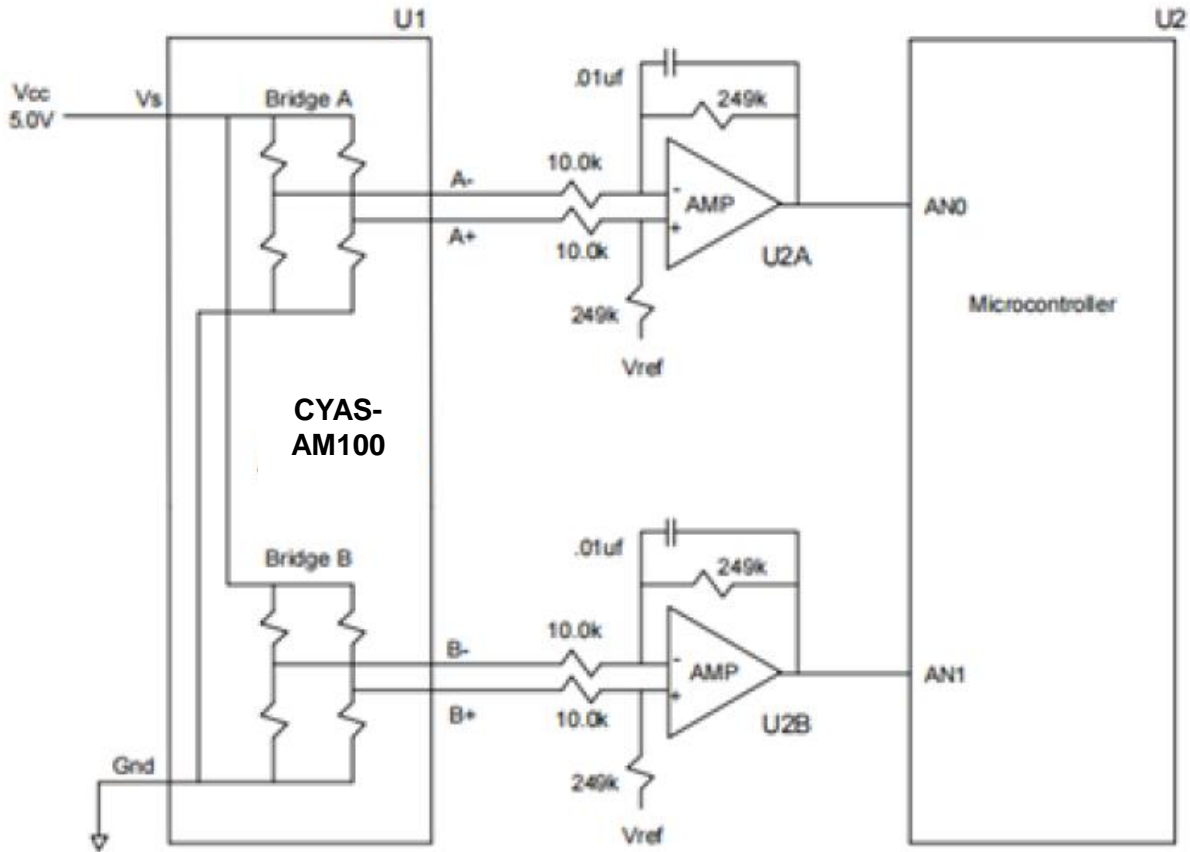 U1
U2
Vcc
5.0V
Vs
Bridge A
.01uf
249k
10.0k
A-
-
AMP
AN0
A+
+
10.0k
U2A
249k
Microcontroller
Vref
CYAS-
AM100
Bridge B
.01uf
249k
10.0k
B-
-
AMP
AN1
B+
+
10.0k
U2B
Gnd
249k
Vref